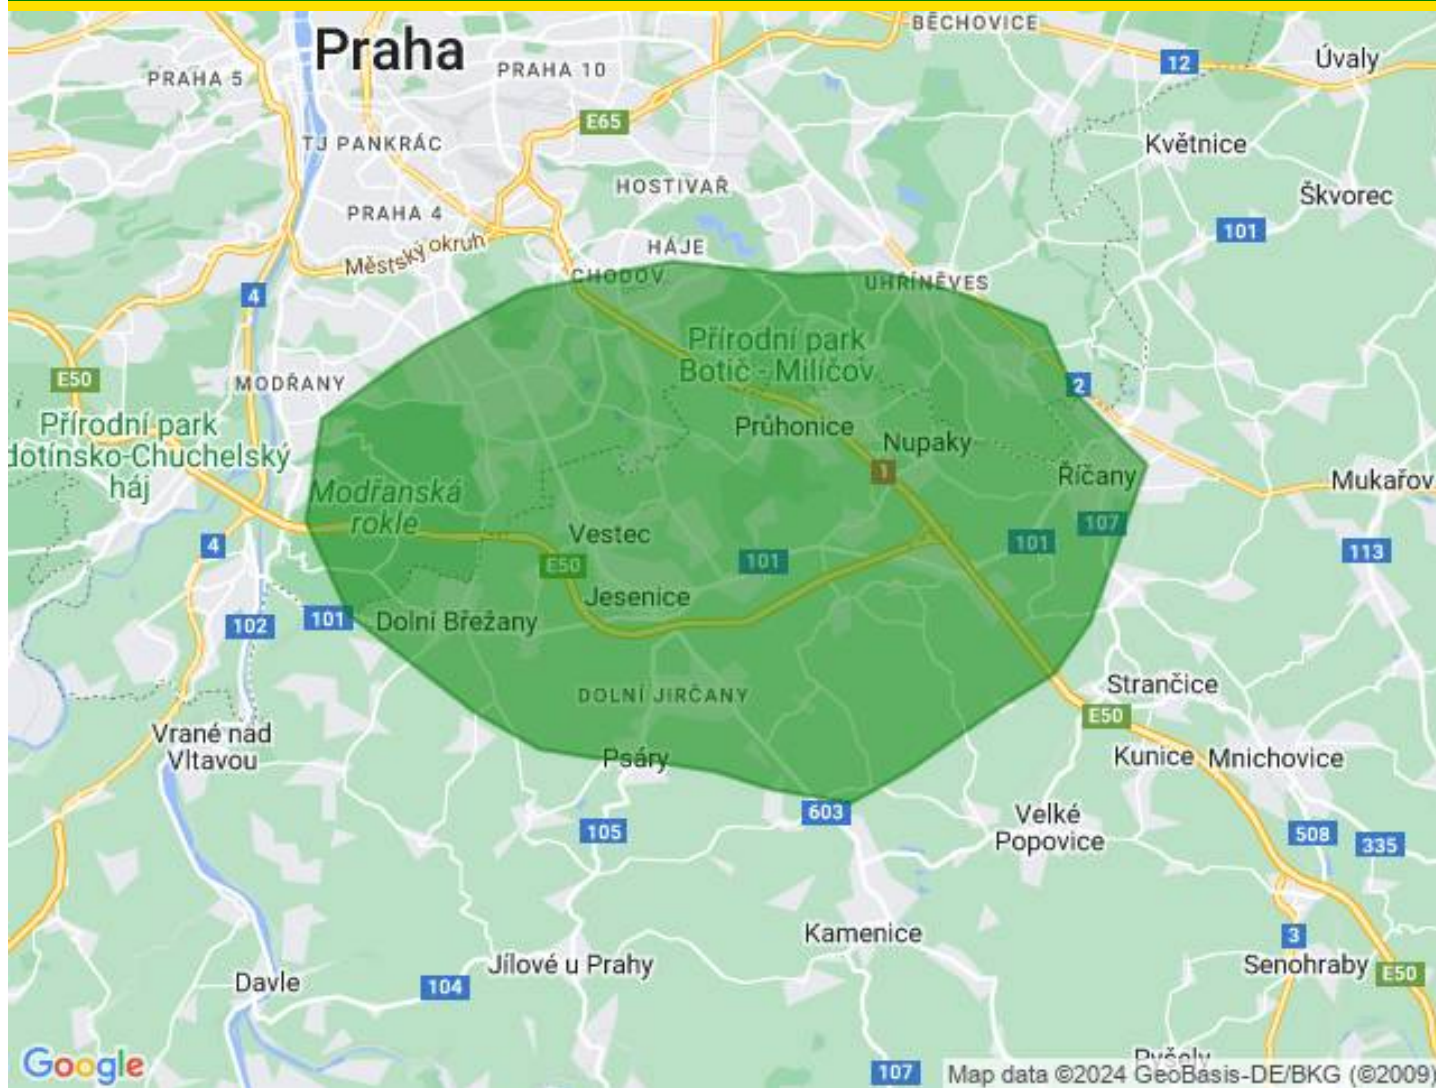 BĚCHOVICE
Praha
PRAHA 10
PRAHA 5
12
Úvaly
E65
TJ PANKRÁC
Květnice
HOSTIVAŘ
Škvorec
PRAHA 4
101
Městský okruh
HÁJE
CHODOV
UHŘÍNĚVES
4
Přírodní park
Botič - Milíčov
E50
MODŘANY
2
Přírodní park
dotínsko-Chuchelský
háj
Průhonice
Nupaky
1
Říčany
Mukařov
Modřanská
rokle
107
4
Vestec
101
101
113
E50
Jesenice
102
101
Dolní Břežany
Strančice
DOLNÍ JIRČANY
E50
Vrané nad
Vltavou
Psáry
Kunice
Mnichovice
603
105
Velké
Popovice
508
335
Kamenice
3
Jílové u Prahy
Senohraby
E50
Davle
104
Pyšely
Google
107
Map data ©2024 GeoBasis-DE/BKG (©2009)